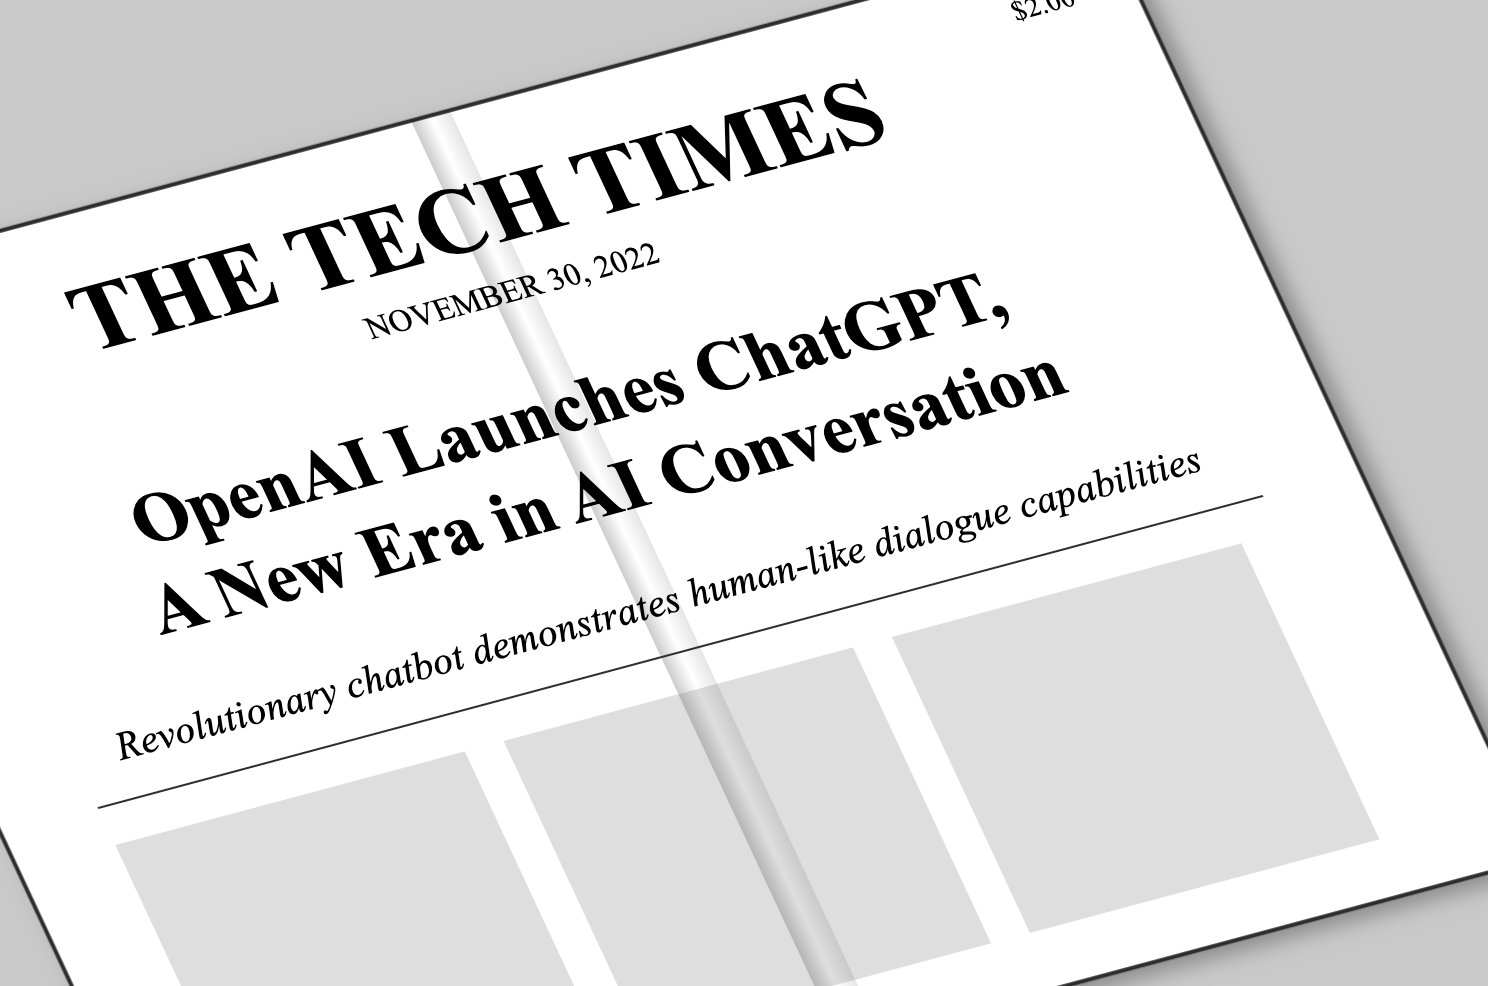 $2.00
THE TECH TIMES
NOVEMBER 30, 2022
OpenAI Launches ChatGPT,
A New Era in AI Conversation
Revolutionary chatbot demonstrates human-like dialogue capabilities